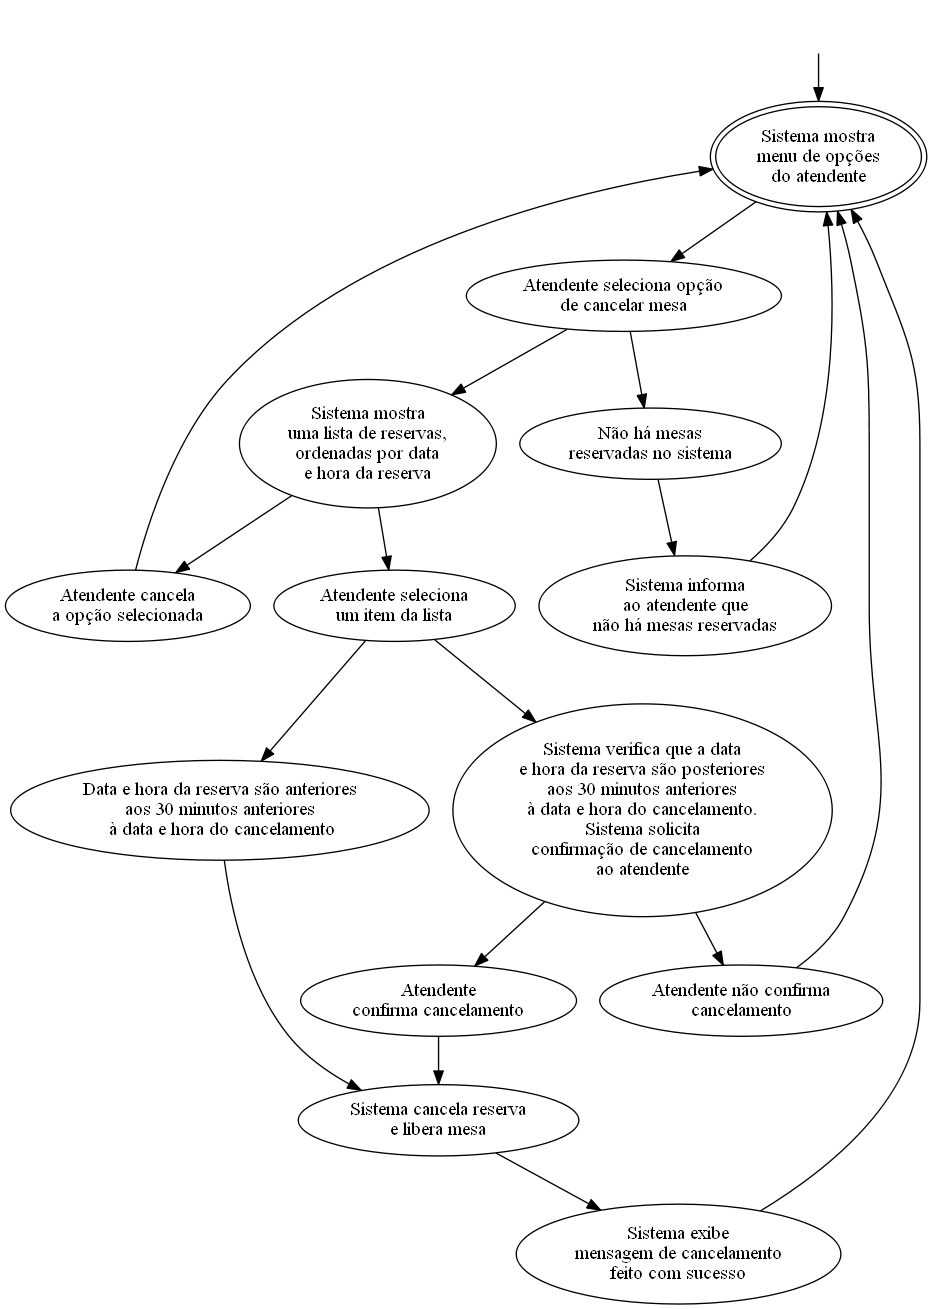 Sistema mostra
menu de opções
do atendente
Atendente seleciona opção
de cancelar mesa
Sistema mostra
uma lista de reservas,
ordenadas por data
e hora da reserva
Não há mesas
reservadas no sistema
Atendente cancela
a opção selecionada
Atendente seleciona
um item da lista
Sistema informa
ao atendente que
não há mesas reservadas
Data e hora da reserva são anteriores
aos 30 minutos anteriores
à data e hora do cancelamento
Sistema verifica que a data
e hora da reserva são posteriores
aos 30 minutos anteriores
à data e hora do cancelamento.
Sistema solicita
confirmação de cancelamento
ao atendente
Atendente
confirma cancelamento
Atendente não confirma
cancelamento
Sistema cancela reserva
e libera mesa
Sistema exibe
mensagem de cancelamento
feito com sucesso